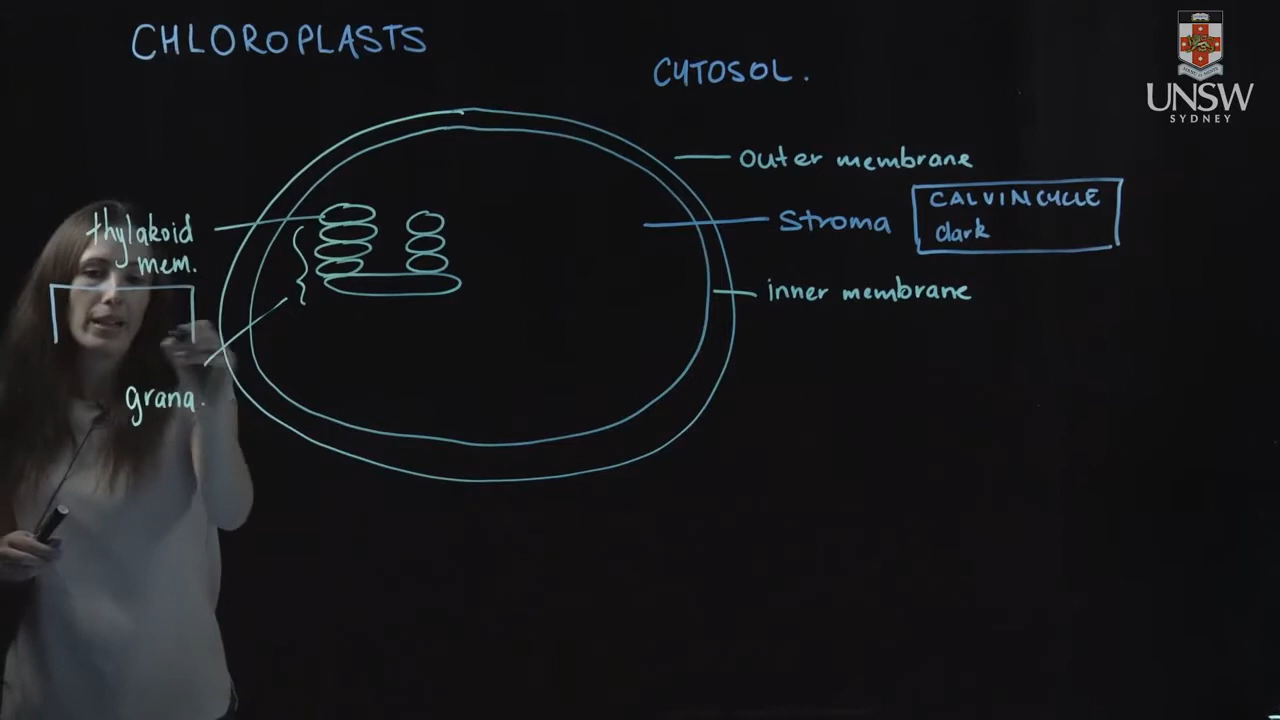 CHLOROPLASTS
CYTOSOL.
UNSW
SYDNEY
outer membrane
thylakoid
mem.
Stroma
CALVIN CYCLE
dark
inner membrane
grana.